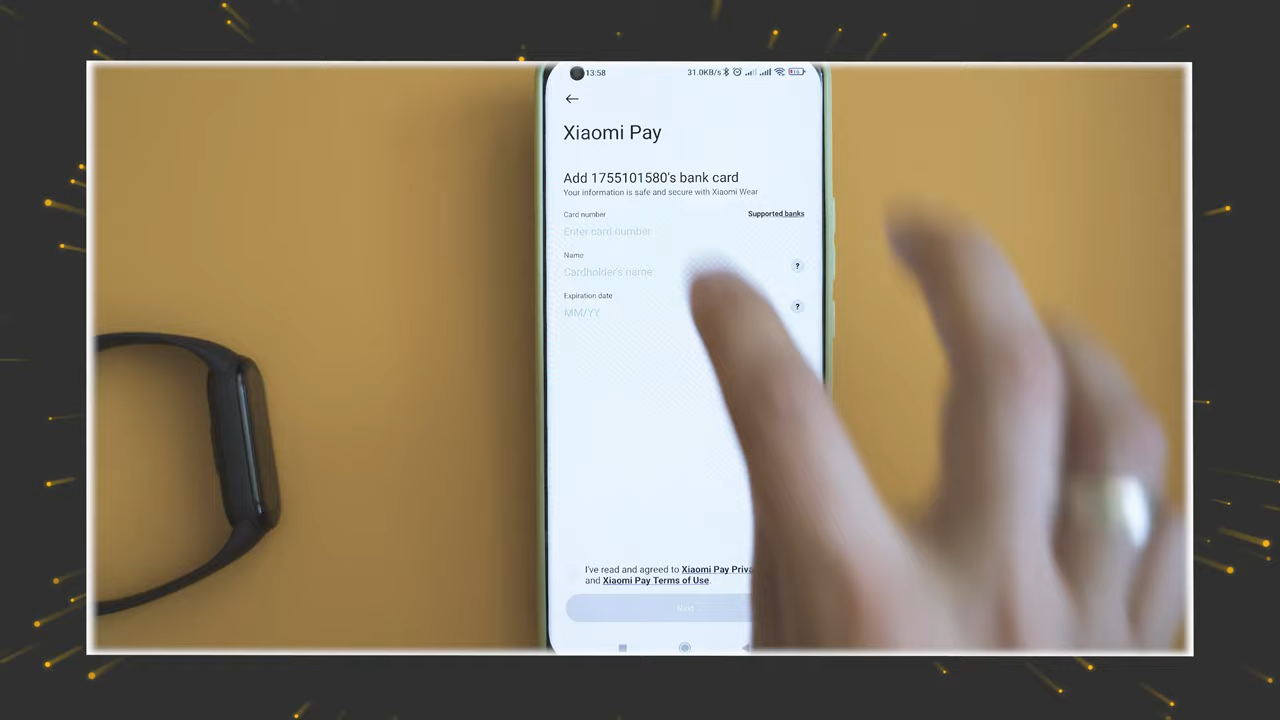 13:58 31.0KB/s
Xiaomi Pay
Add 1755101580's bank card
Your information is safe and secure with Xiaomi Wear
Card number Supported banks
Enter card number
Name
Cardholder's name ?
Expiration date
MM/YY ?
I've read and agreed to Xiaomi Pay
and Xiaomi Pay Terms of Use.
Next